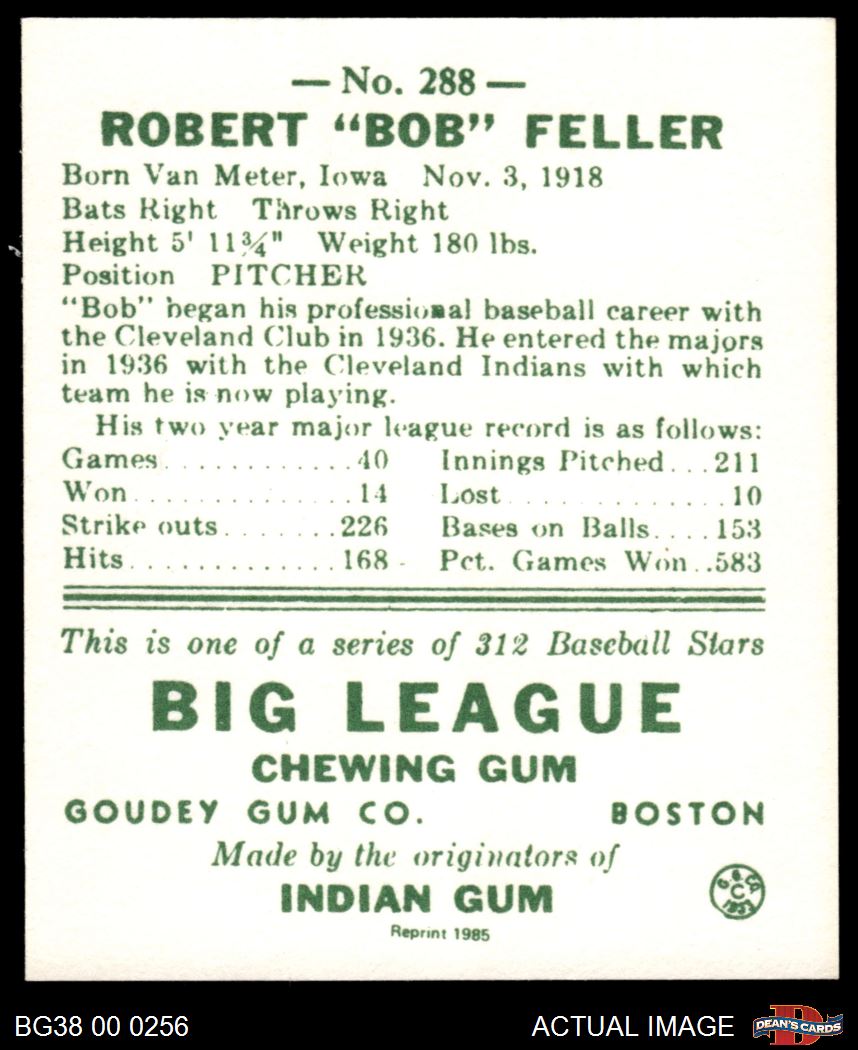 — No. 288 —
ROBERT “BOB” FELLER
Born Van Meter, Iowa Nov. 3, 1918
Bats Right Throws Right
Height 5' 11¾" Weight 180 lbs.
Position PITCHER
“Bob” began his professional baseball career with
the Cleveland Club in 1936. He entered the majors
in 1936 with the Cleveland Indians with which
team he is now playing.
His two year major league record is as follows:
Games.............40 Innings Pitched...211
Won...............14 Lost...............10
Strike outs........226 Bases on Balls....153
Hits..............168 Pct. Games Won..583
This is one of a series of 312 Baseball Stars
BIG LEAGUE
CHEWING GUM
GOUDEY GUM CO. BOSTON
Made by the originators of
INDIAN GUM
G. G. CO.
C
Reprint 1985
BG38 00 0256 ACTUAL IMAGE DEAN'S CARDS